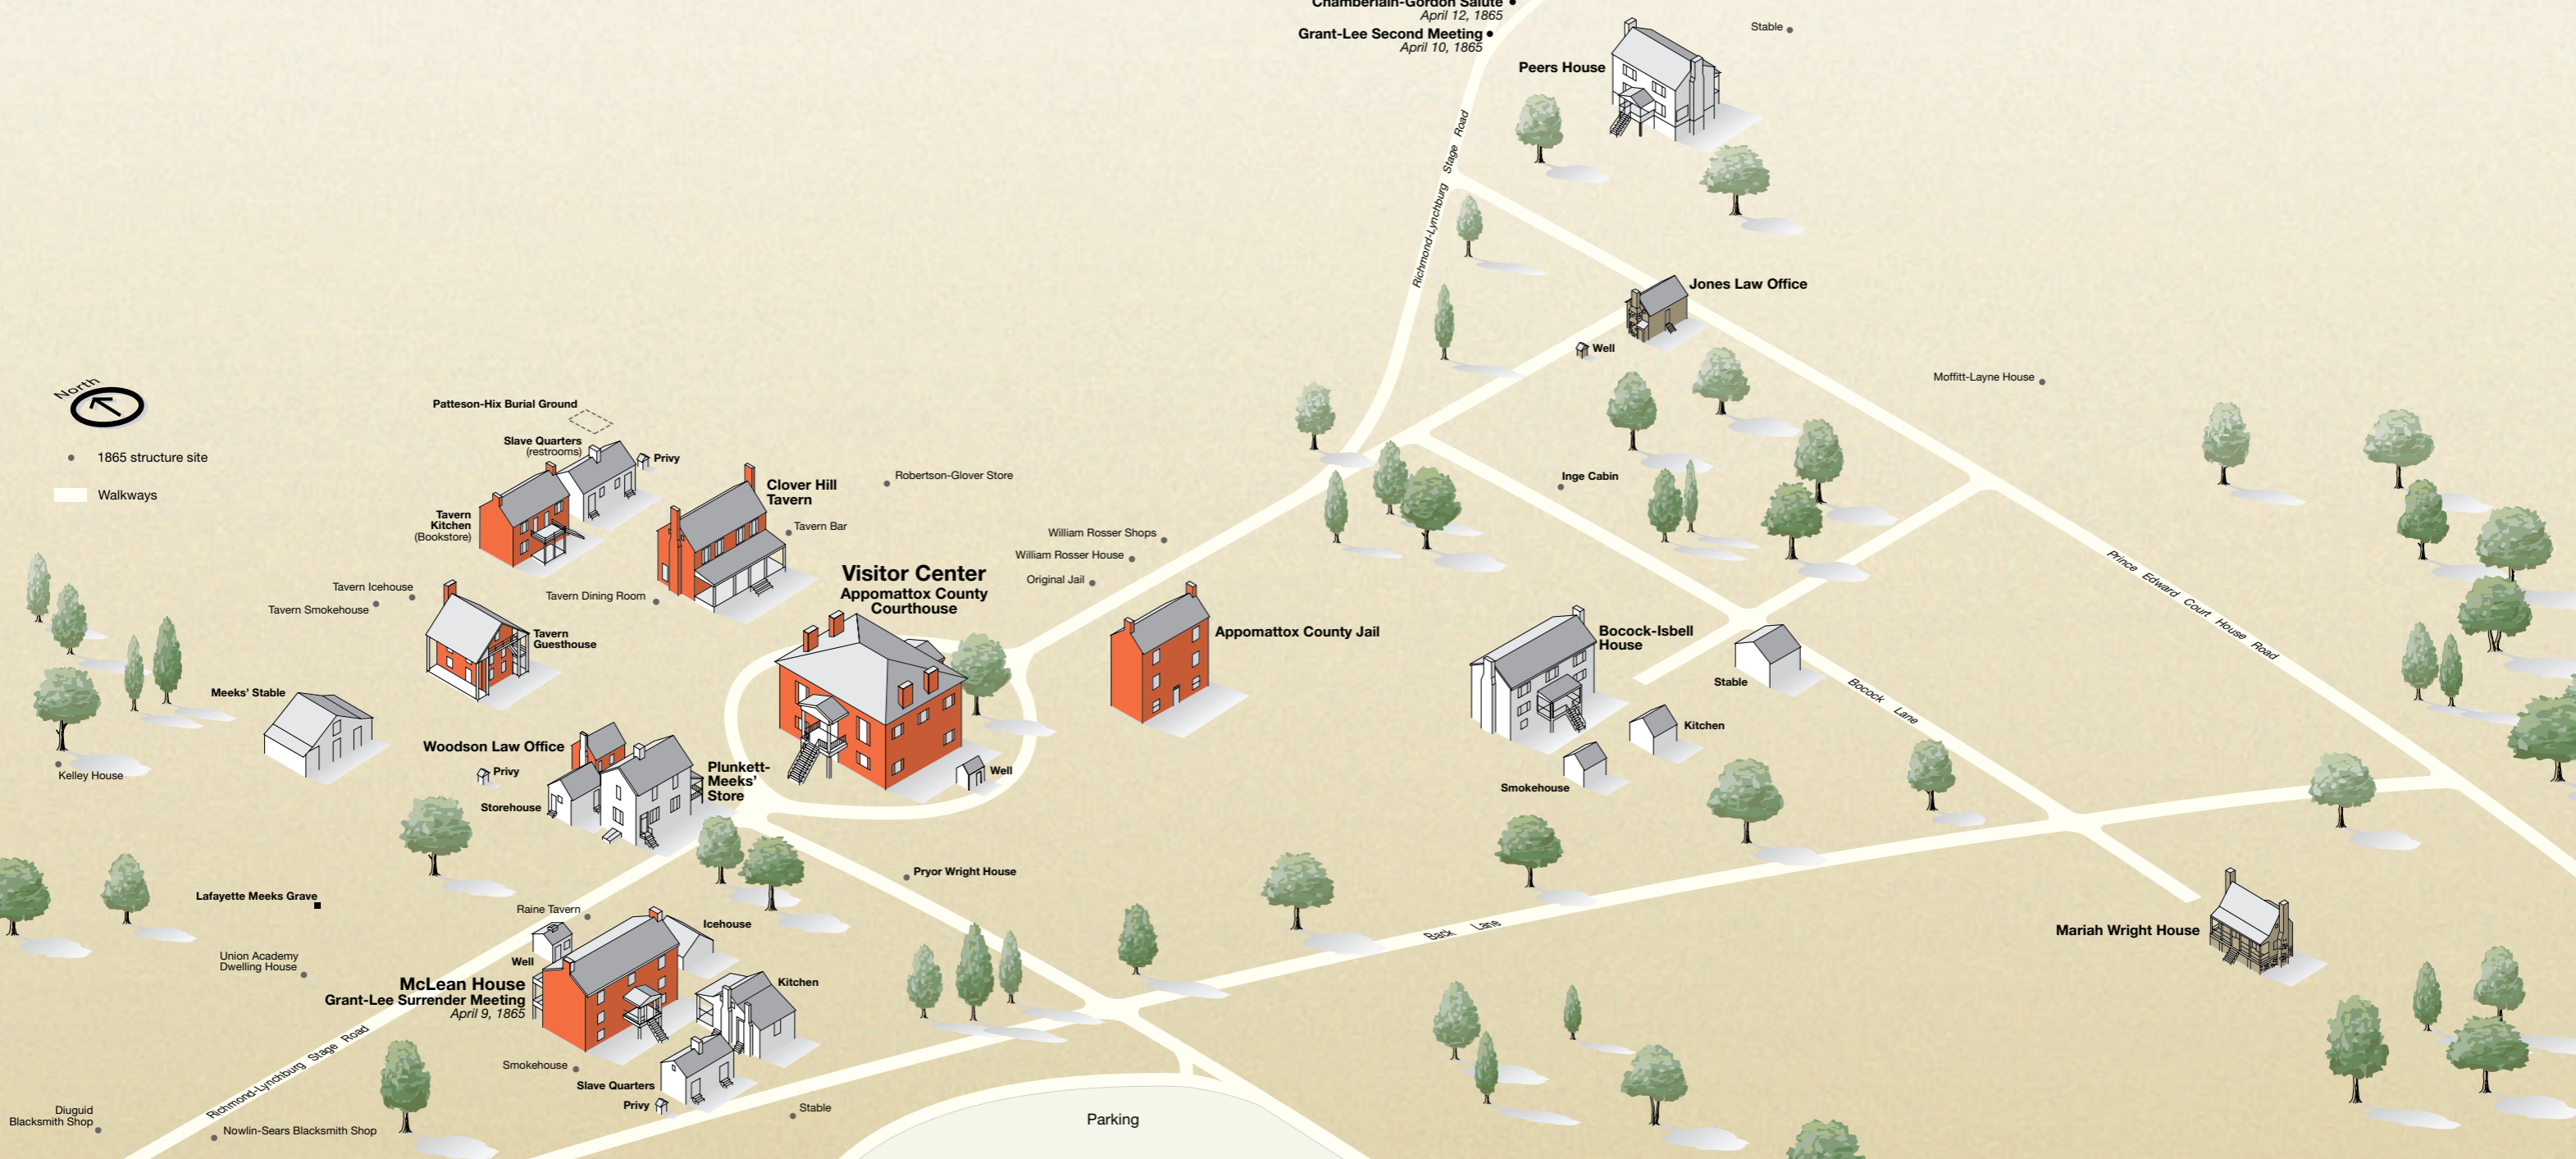 Chamberlain-Gordon Salute
April 12, 1865
Grant-Lee Second Meeting
April 10, 1865
Stable
Peers House
Richmond-Lynchburg Stage Road
Jones Law Office
Well
Moffitt-Layne House
North
1865 structure site
Walkways
Patteson-Hix Burial Ground
Slave Quarters
(restrooms)
Privy
Tavern
Kitchen
(Bookstore)
Clover Hill
Tavern
Tavern Bar
Robertson-Glover Store
Inge Cabin
William Rosser Shops
William Rosser House
Original Jail
Tavern Icehouse
Tavern Smokehouse
Tavern Dining Room
Tavern
Guesthouse
Visitor Center
Appomattox County
Courthouse
Appomattox County Jail
Bocock-Isbell
House
Stable
Kitchen
Smokehouse
Bocock Lane
Prince Edward Court House Road
Meeks' Stable
Kelley House
Woodson Law Office
Privy
Storehouse
Plunkett-
Meeks'
Store
Well
Lafayette Meeks Grave
Pryor Wright House
Raine Tavern
Icehouse
Well
Union Academy
Dwelling House
McLean House
Grant-Lee Surrender Meeting
April 9, 1865
Kitchen
Back Lane
Mariah Wright House
Richmond-Lynchburg Stage Road
Smokehouse
Slave Quarters
Privy
Stable
Diuguid
Blacksmith Shop
Nowlin-Sears Blacksmith Shop
Parking